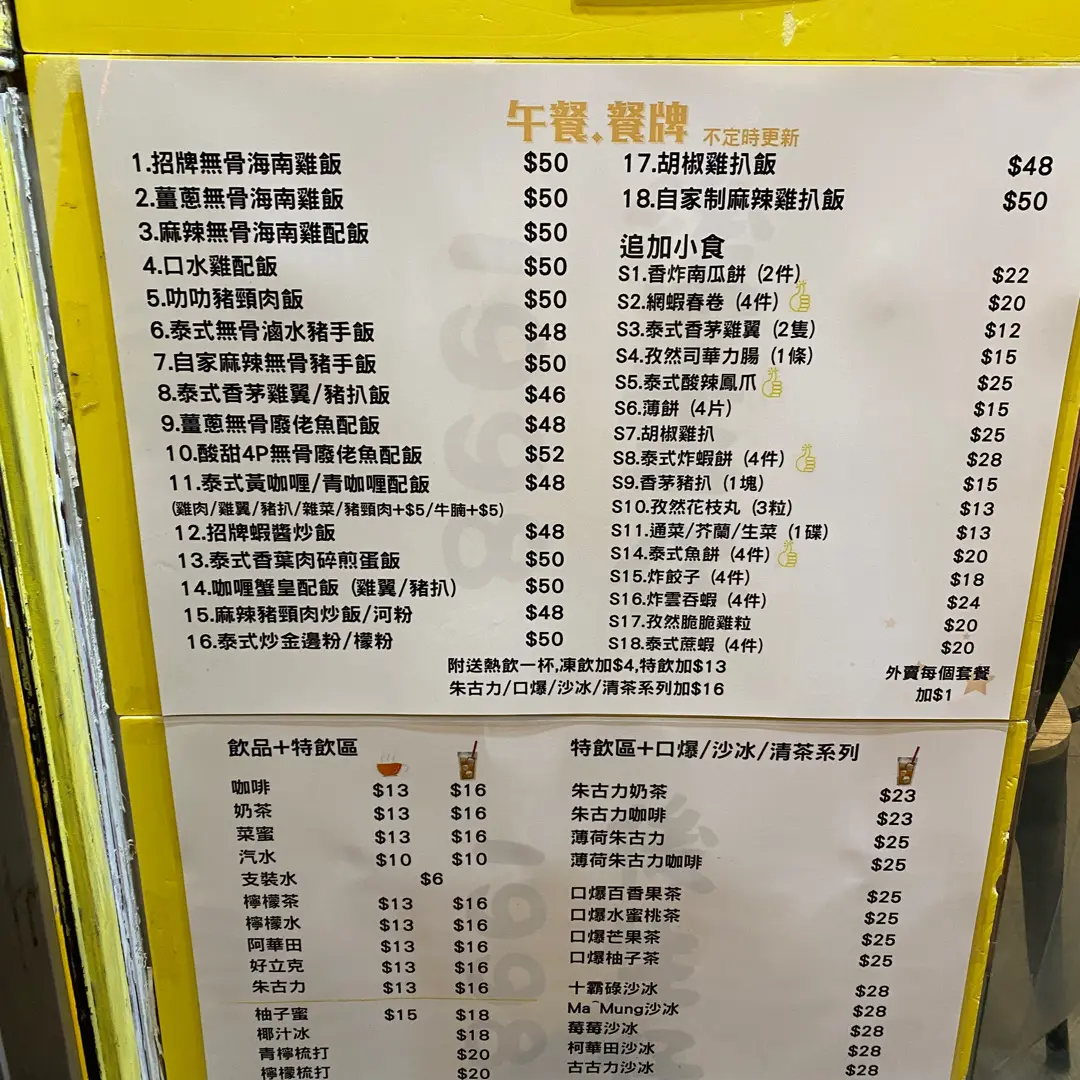 午餐.餐牌 不定時更新
1.招牌無骨海南雞飯 $50
2.薑蔥無骨海南雞飯 $50
3.麻辣無骨海南雞配飯 $50
4.口水雞配飯 $50
5.叻叻豬頸肉飯 $50
6.泰式無骨滷水豬手飯 $48
7.自家麻辣無骨豬手飯 $50
8.泰式香茅雞翼/豬扒飯 $46
9.薑蔥無骨廢佬魚配飯 $48
10.酸甜4P無骨廢佬魚配飯 $52
11.泰式黃咖喱/青咖喱配飯 $48
(雞肉/雞翼/豬扒/雜菜/豬頸肉+$5/牛腩+$5)
12.招牌蝦醬炒飯 $48
13.泰式香葉肉碎煎蛋飯 $50
14.咖喱蟹皇配飯 (雞翼/豬扒) $50
15.麻辣豬頸肉炒飯/河粉 $48
16.泰式炒金邊粉/檬粉 $50
17.胡椒雞扒飯 $48
18.自家制麻辣雞扒飯 $50
追加小食
S1.香炸南瓜餅 (2件) $22
S2.網蝦春卷 (4件) $20
S3.泰式香茅雞翼 (2隻) $12
S4.孜然司華力腸 (1條) $15
S5.泰式酸辣鳳爪 $25
S6.薄餅 (4片) $15
S7.胡椒雞扒 $25
S8.泰式炸蝦餅 (4件) $28
S9.香茅豬扒 (1塊) $15
S10.孜然花枝丸 (3粒) $13
S11.通菜/芥蘭/生菜 (1碟) $13
S14.泰式魚餅 (4件) $20
S15.炸餃子 (4件) $18
S16.炸雲吞蝦 (4件) $24
S17.孜然脆脆雞粒 $20
S18.泰式蔗蝦 (4件) $20
附送熱飲一杯,凍飲加$4,特飲加$13
朱古力/口爆/沙冰/清茶系列加$16
外賣每個套餐
加$1
1998
飲品+特飲區
咖啡 $13 $16
奶茶 $13 $16
菜蜜 $13 $16
汽水 $10 $10
支裝水 $6
檸檬茶 $13 $16
檸檬水 $13 $16
阿華田 $13 $16
好立克 $13 $16
朱古力 $13 $16
柚子蜜 $15 $18
椰汁冰 $18
青檸梳打 $20
檸檬梳打 $20
特飲區+口爆/沙冰/清茶系列
朱古力奶茶 $23
朱古力咖啡 $23
薄荷朱古力 $25
薄荷朱古力咖啡 $25
口爆百香果茶 $25
口爆水蜜桃茶 $25
口爆芒果茶 $25
口爆柚子茶 $25
十霸碌沙冰 $28
Ma~Mung沙冰 $28
莓莓沙冰 $28
柯華田沙冰 $28
古古力沙冰 $28
1998